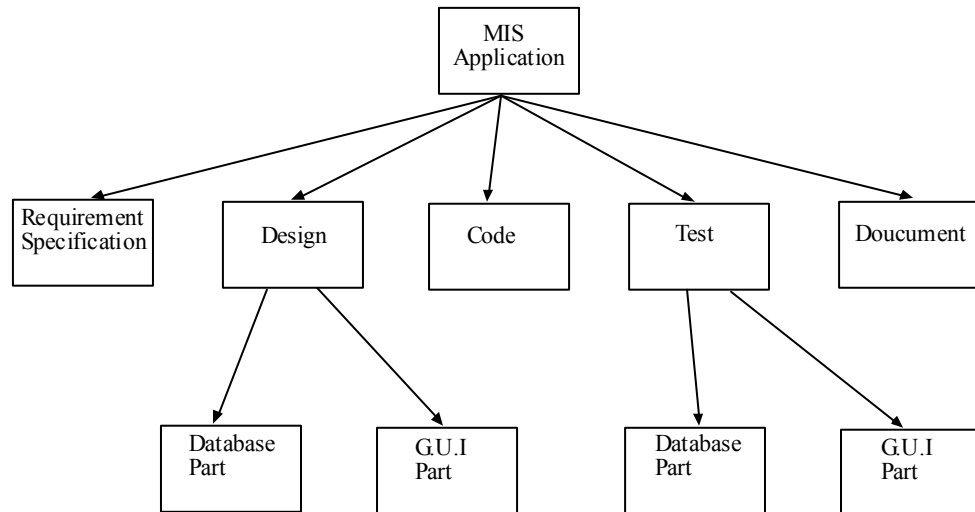 MIS
Application
Requirement
Specification
Design
Code
Test
Doucument
Database
Part
G.U.I
Part
Database
Part
G.U.I
Part